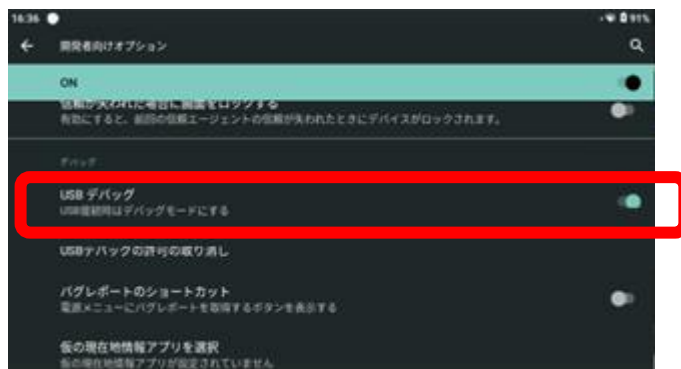 16:36
91%
開発者向けオプション
ON
信頼が失われた場合に画面をロックする
有効にすると、前回の信頼エージェントの信頼が失われたときにデバイスがロックされます。
デバッグ
USB デバッグ
USB接続時はデバッグモードにする
USBデバッグの許可の取り消し
バグレポートのショートカット
電源メニューにバグレポートを取得するボタンを表示する
仮の現在地情報アプリを選択
仮の現在地情報アプリが設定されていません